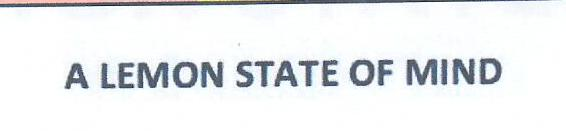 A LEMON STATE OF MIND